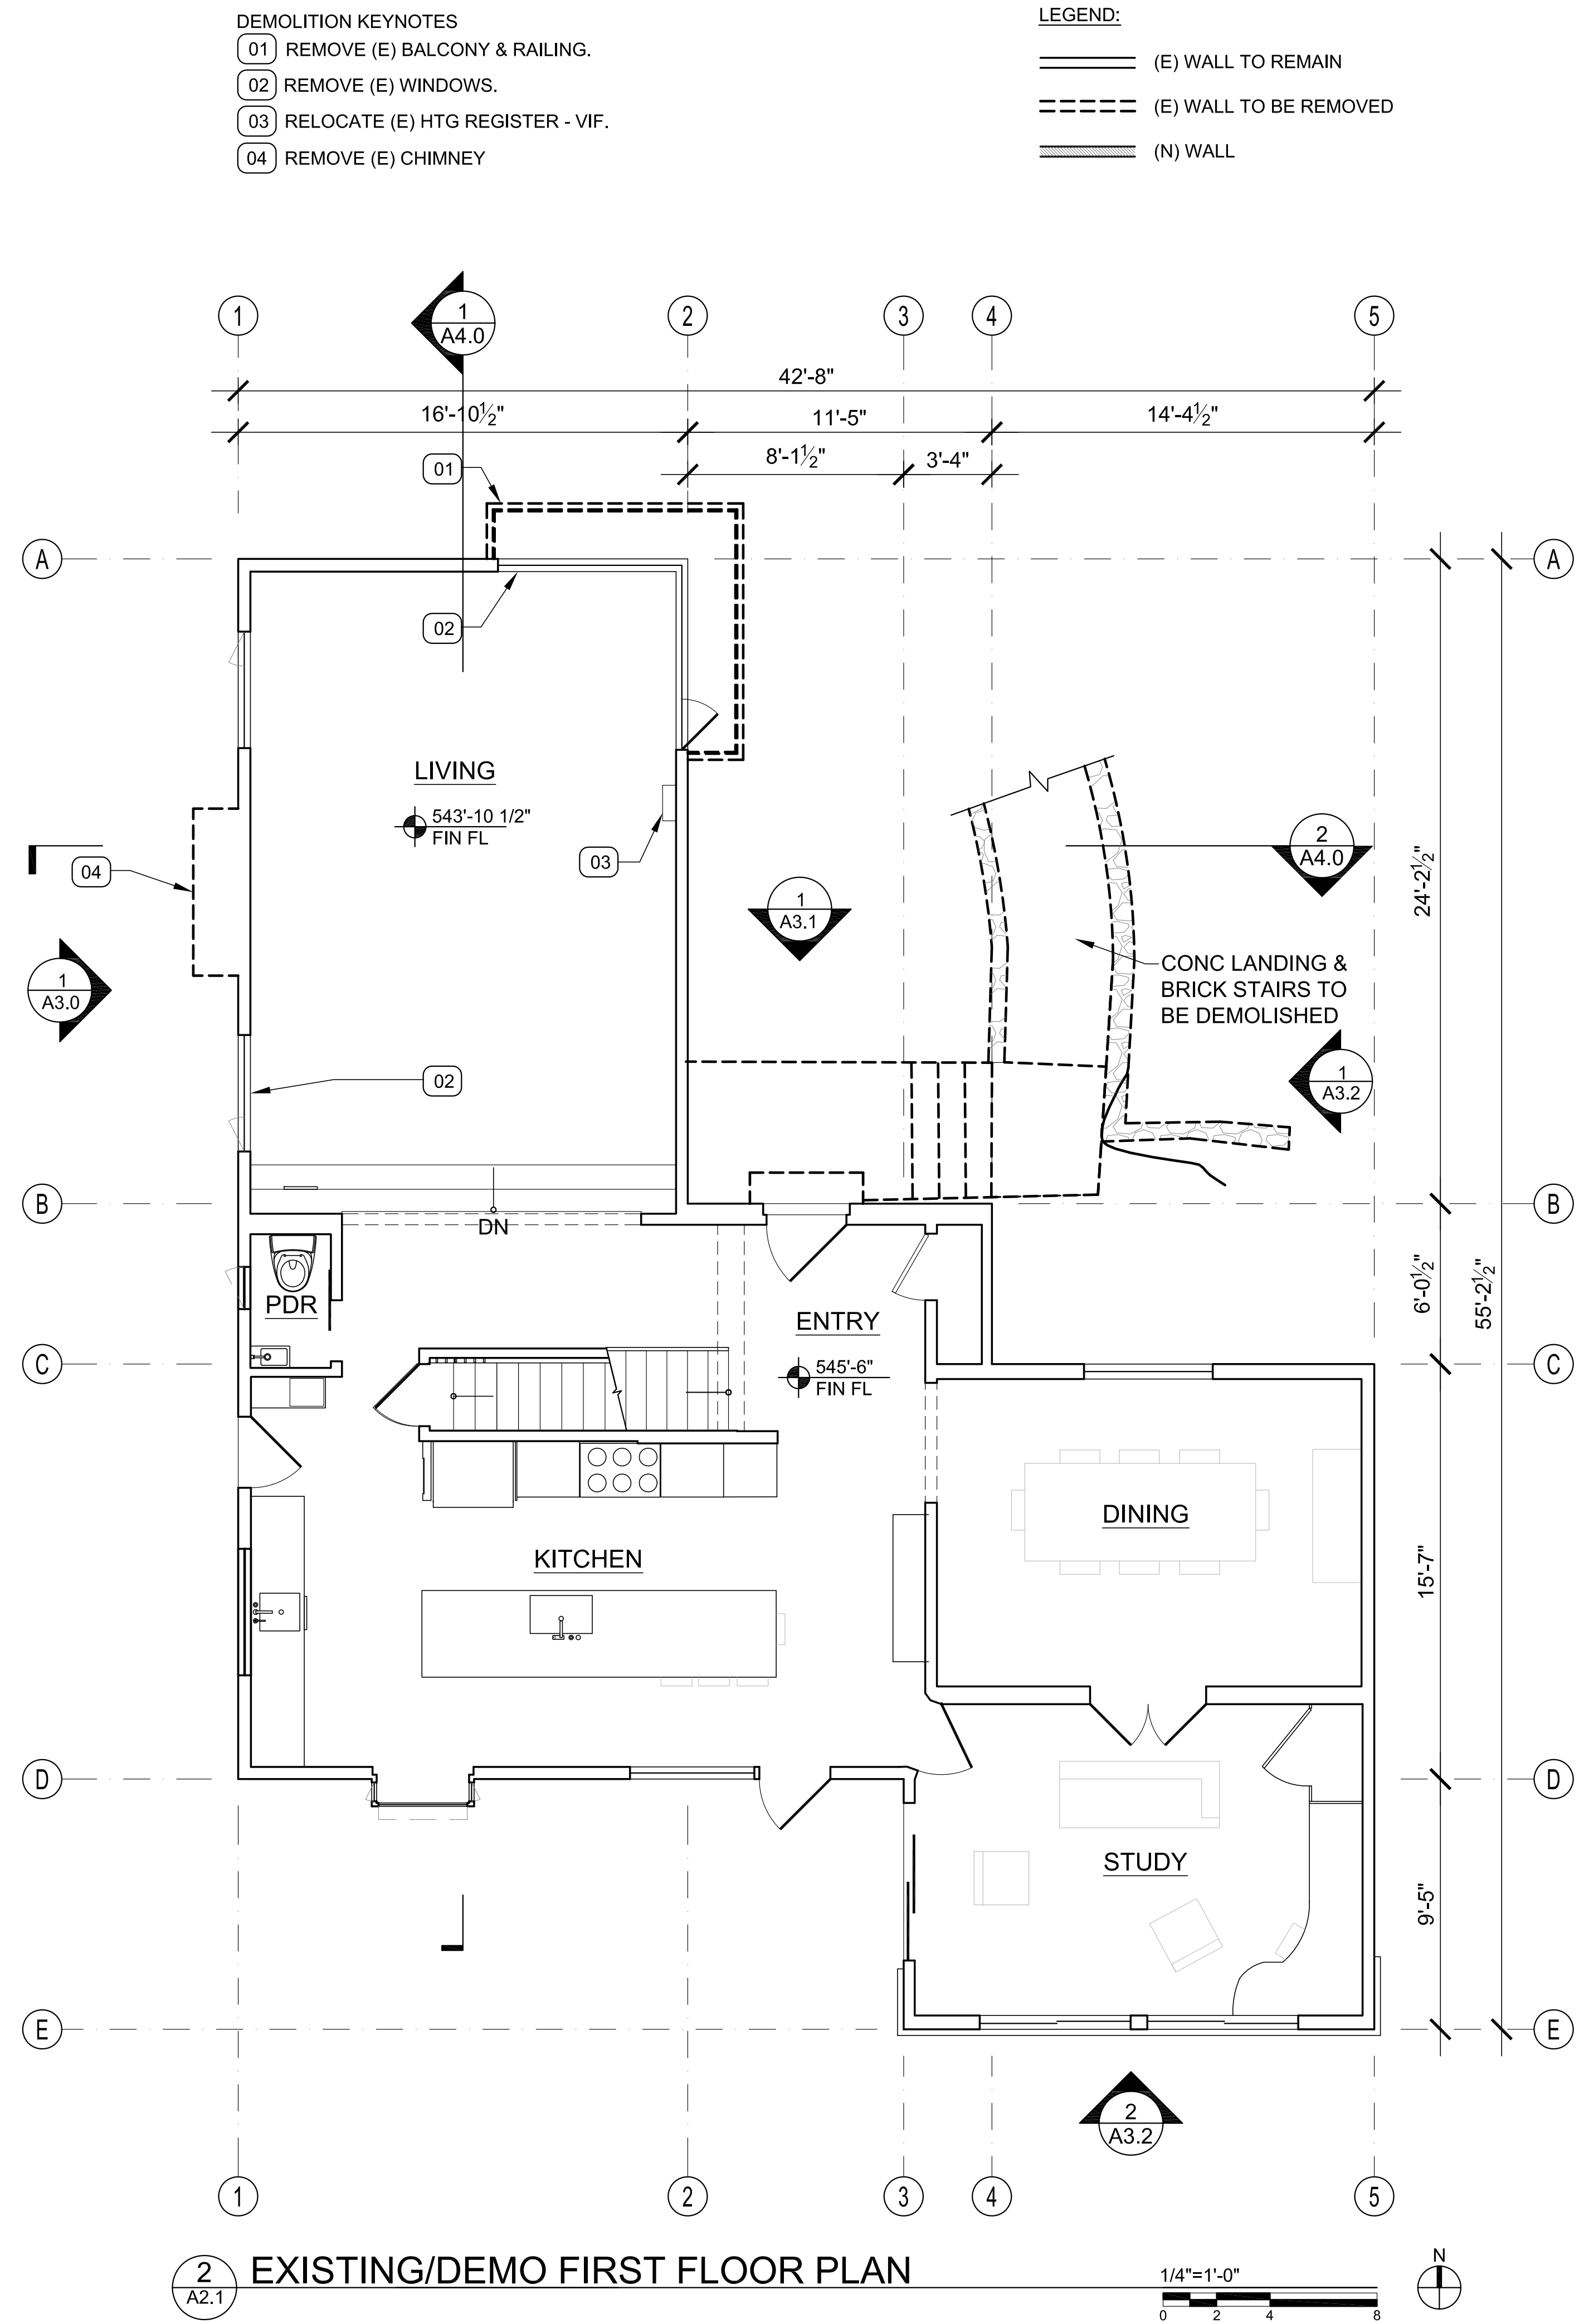 DEMOLITION KEYNOTES
01 REMOVE (E) BALCONY & RAILING.
02 REMOVE (E) WINDOWS.
03 RELOCATE (E) HTG REGISTER - VIF.
04 REMOVE (E) CHIMNEY
LEGEND:
(E) WALL TO REMAIN
(E) WALL TO BE REMOVED
(N) WALL
1
1
A4.0
2
3
4
5
42'-8"
16'-10½"
11'-5"
14'-4½"
8'-1½"
3'-4"
01
A
A
02
LIVING
543'-10 1/2"
FIN FL
03
04
1
A3.0
1
A3.1
2
A4.0
24'-2½"
CONC LANDING &
BRICK STAIRS TO
BE DEMOLISHED
02
1
A3.2
B
B
DN
PDR
ENTRY
6'-0½"
55'-2½"
C
C
545'-6"
FIN FL
DINING
KITCHEN
15'-7"
D
D
STUDY
9'-5"
E
E
2
A3.2
1
2
3
4
5
2
A2.1
EXISTING/DEMO FIRST FLOOR PLAN
1/4"=1'-0"
0 2 4 8
N